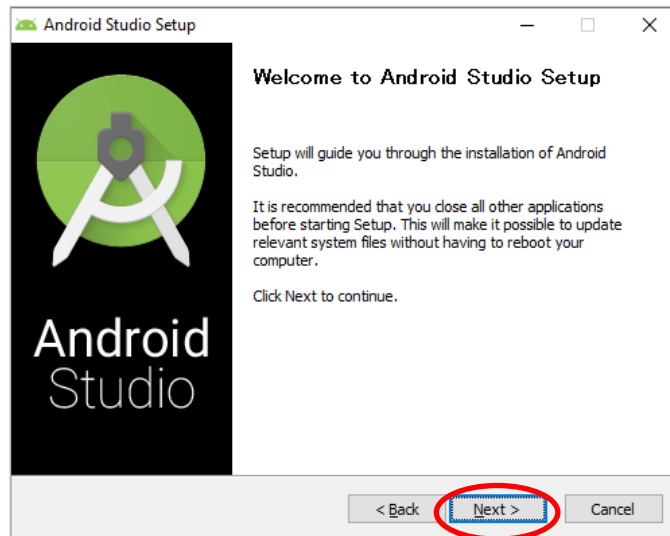 Android Studio Setup
Welcome to Android Studio Setup
Setup will guide you through the installation of Android
Studio.
It is recommended that you close all other applications
before starting Setup. This will make it possible to update
relevant system files without having to reboot your
computer.
Click Next to continue.
Android
Studio
< Back Next > Cancel